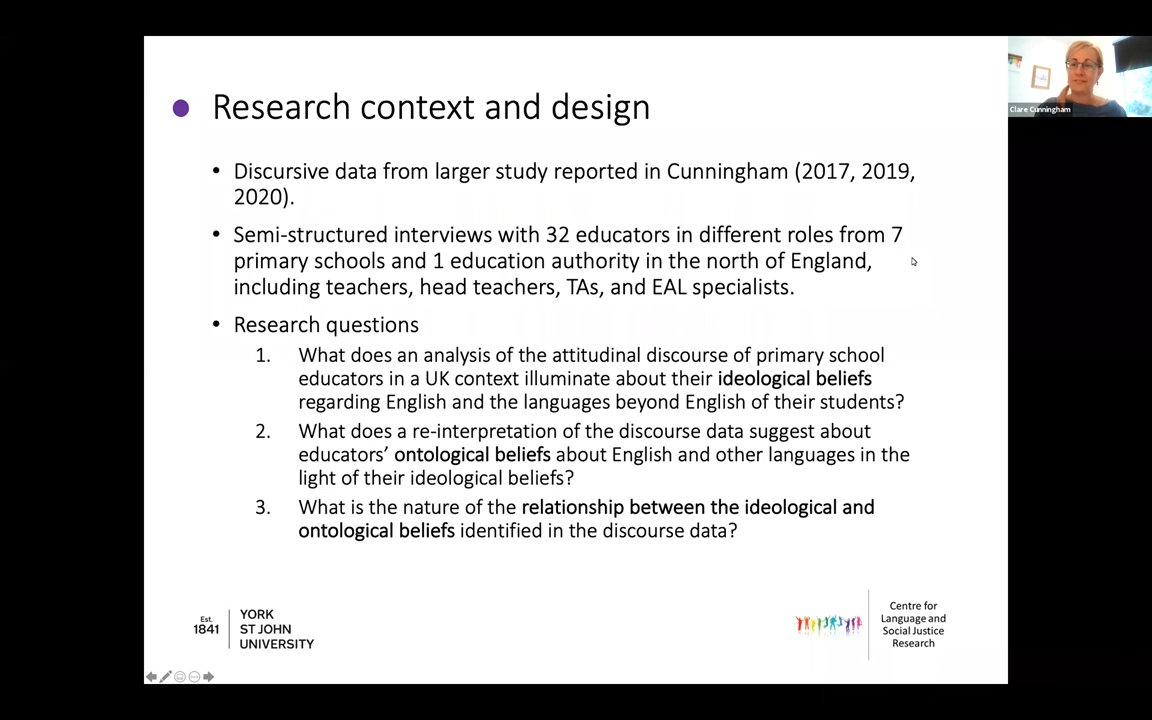 Research context and design
Clare Cunningham
• Discursive data from larger study reported in Cunningham (2017, 2019,
2020).
• Semi-structured interviews with 32 educators in different roles from 7
primary schools and 1 education authority in the north of England,
including teachers, head teachers, TAs, and EAL specialists.
• Research questions
1. What does an analysis of the attitudinal discourse of primary school
educators in a UK context illuminate about their ideological beliefs
regarding English and the languages beyond English of their students?
2. What does a re-interpretation of the discourse data suggest about
educators’ ontological beliefs about English and other languages in the
light of their ideological beliefs?
3. What is the nature of the relationship between the ideological and
ontological beliefs identified in the discourse data?
Est.
1841
YORK
ST JOHN
UNIVERSITY
Centre for
Language and
Social Justice
Research